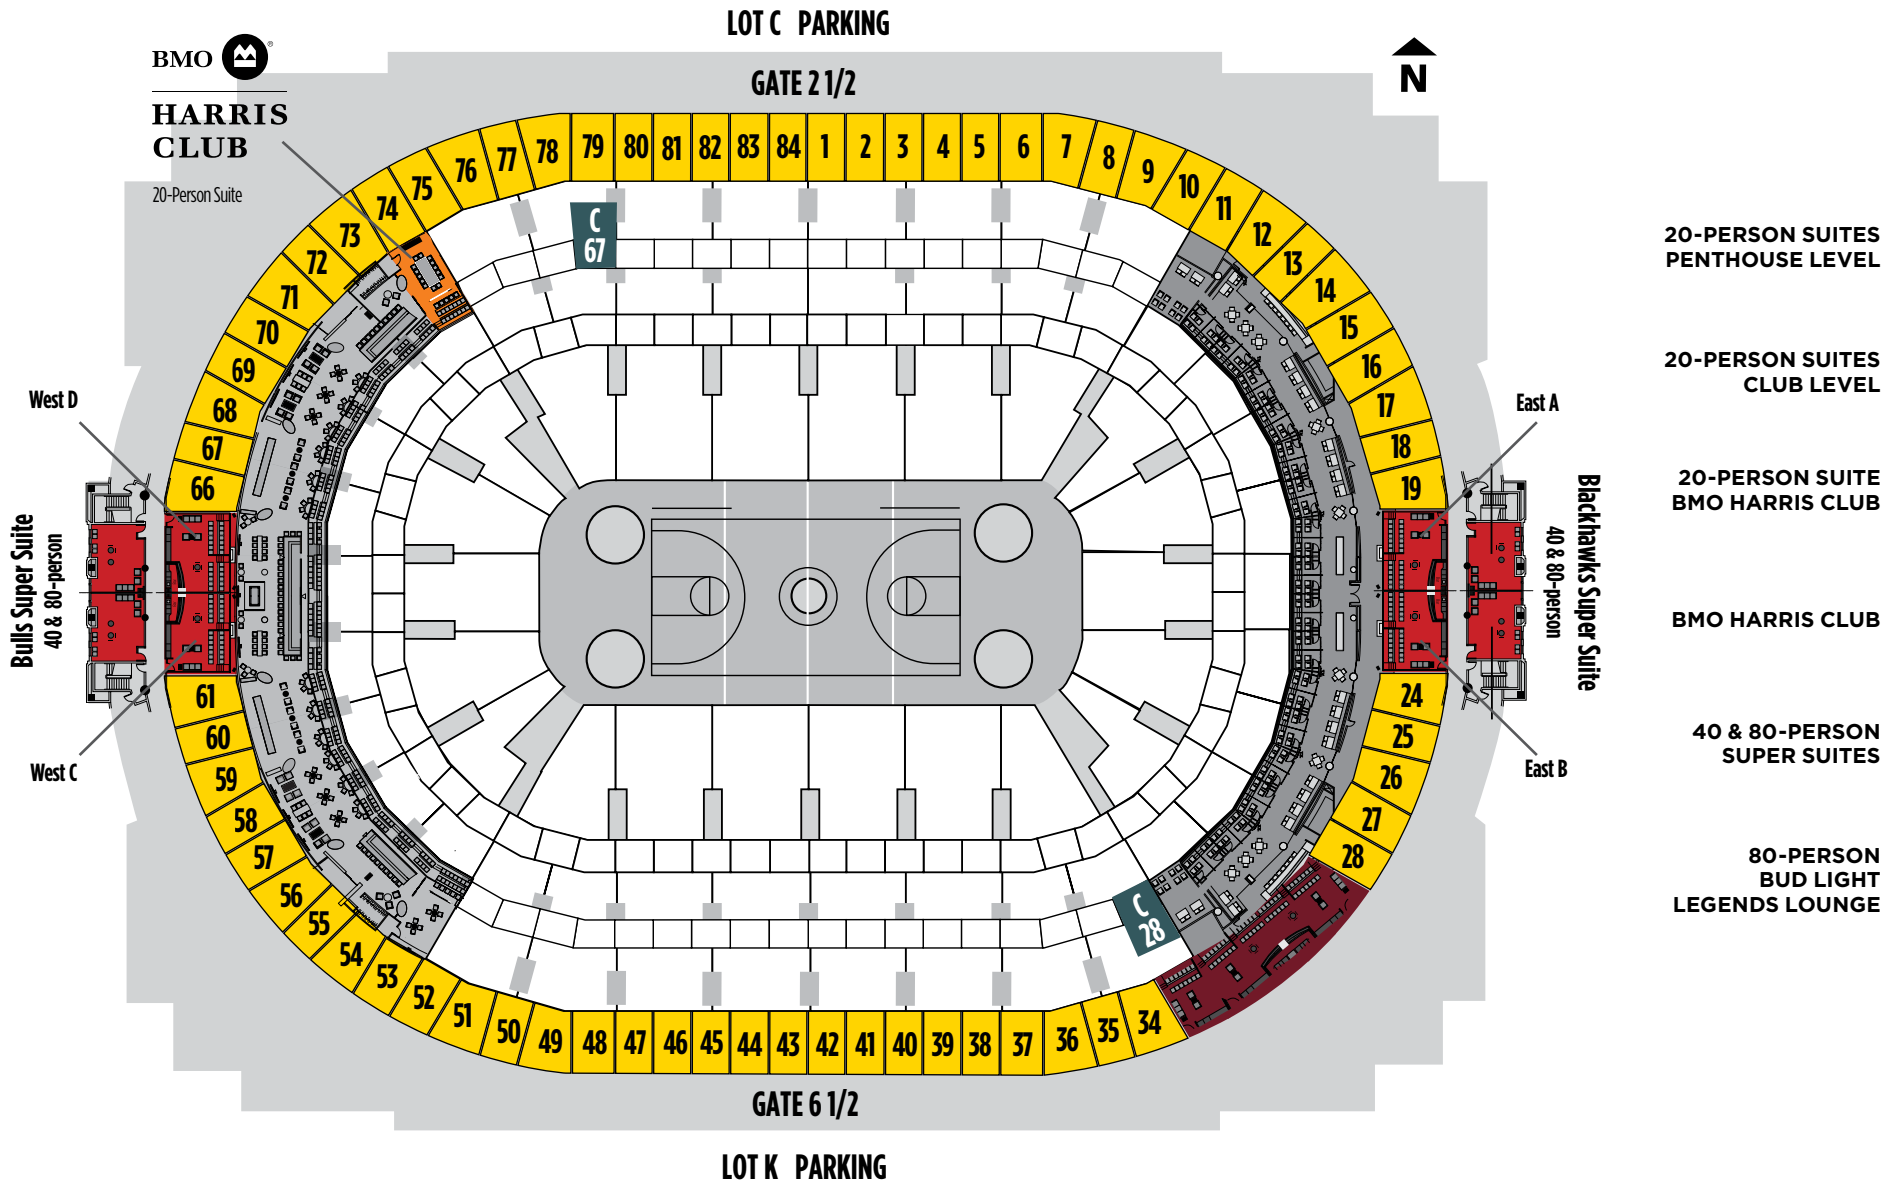 LOT C PARKING
BMO
®
HARRIS
CLUB
20-Person Suite
GATE 2 1/2
N
79 80 81 82 83 84 1 2 3 4 5 6 7 8 9 10 11 12 13 14 15 16 17 18 19
78 77 76 75 74 73 72 71 70 69 68 67 66
C
67
West D
East A
Bulls Super Suite
40 & 80-person
Blackhawks Super Suite
40 & 80-person
West C
East B
61 60 59 58 57 56 55 54 53 52 51 50 49
24 25 26 27 28
C
28
48 47 46 45 44 43 42 41 40 39 38 37 36 35 34
GATE 6 1/2
LOT K PARKING
20-PERSON SUITES
PENTHOUSE LEVEL
20-PERSON SUITES
CLUB LEVEL
20-PERSON SUITE
BMO HARRIS CLUB
BMO HARRIS CLUB
40 & 80-PERSON
SUPER SUITES
80-PERSON
BUD LIGHT
LEGENDS LOUNGE